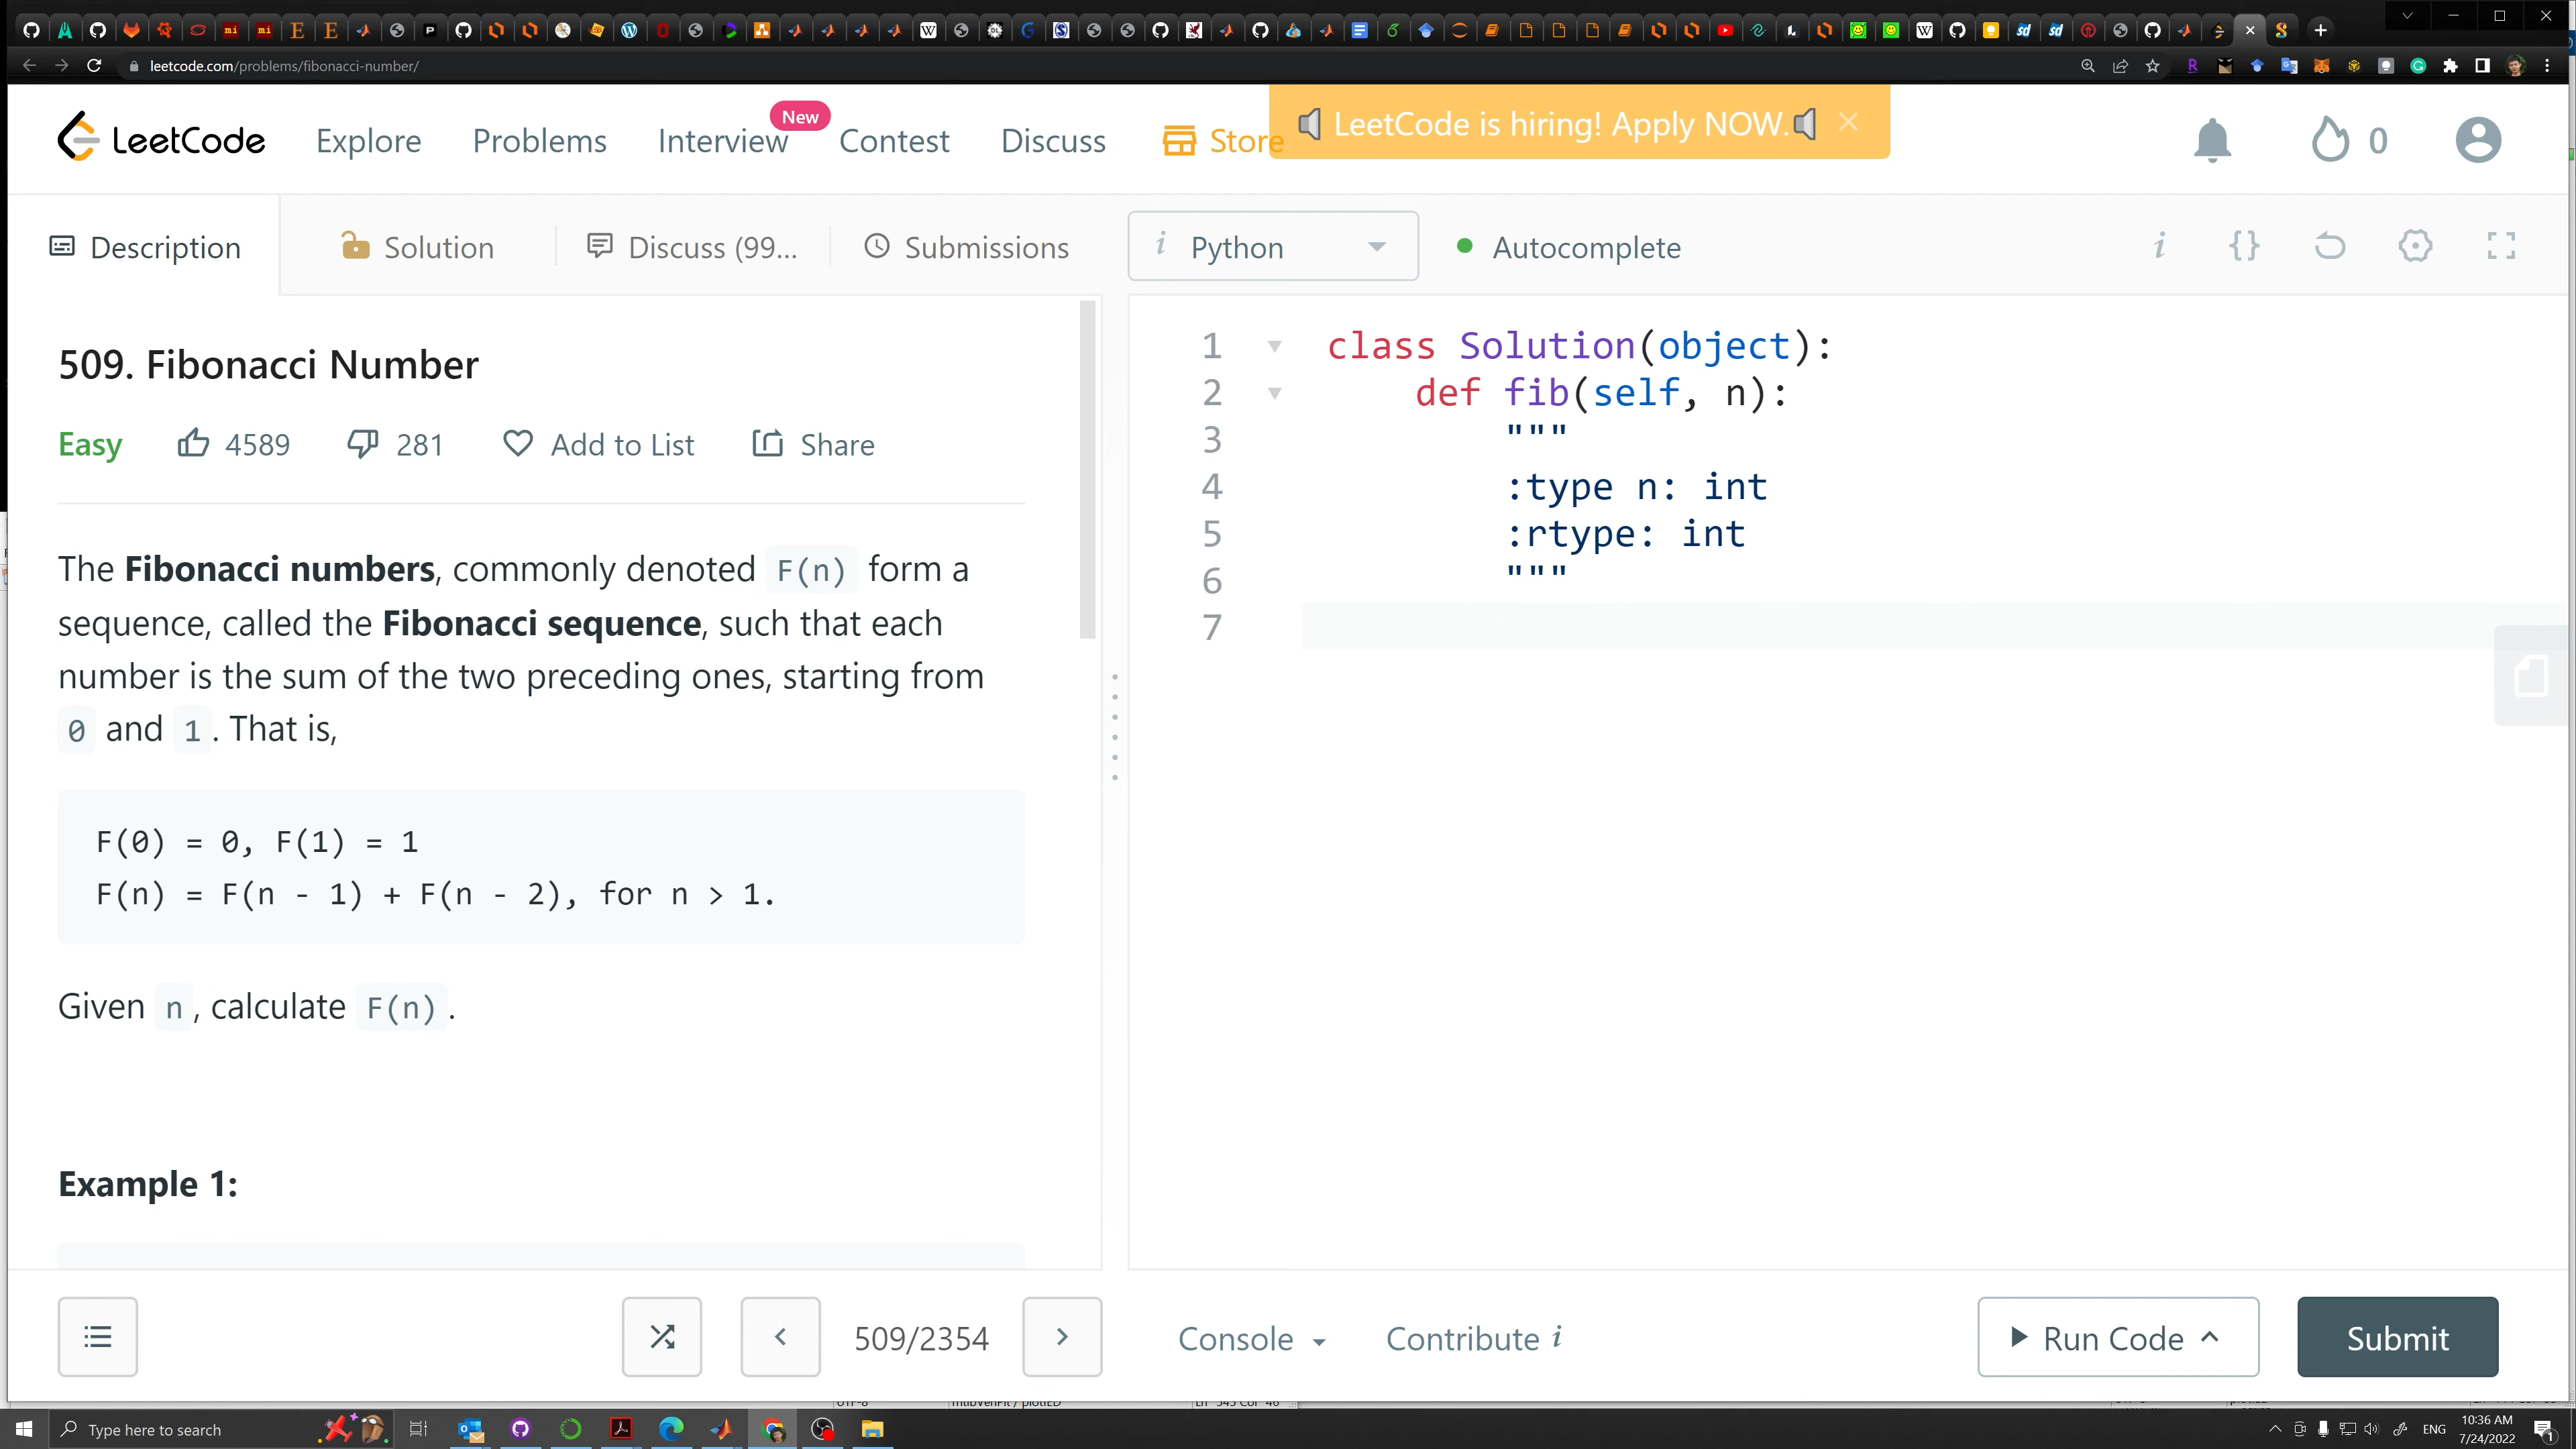 leetcode.com/problems/fibonacci-number/
LeetCode
Explore
Problems
Interview
New
Contest
Discuss
Store
LeetCode is hiring! Apply NOW.
0
Description
Solution
Discuss (99...
Submissions
i Python
Autocomplete
i {}
509. Fibonacci Number
Easy 4589 281 Add to List Share
The Fibonacci numbers, commonly denoted F(n) form a
sequence, called the Fibonacci sequence, such that each
number is the sum of the two preceding ones, starting from
0 and 1. That is,
F(0) = 0, F(1) = 1
F(n) = F(n - 1) + F(n - 2), for n > 1.
Given n, calculate F(n).
Example 1:
1 class Solution(object):
2 def fib(self, n):
3 """
4 :type n: int
5 :rtype: int
6 """
7
509/2354
Console
Contribute i
Run Code
Submit
Type here to search
ENG
10:36 AM
7/24/2022
1